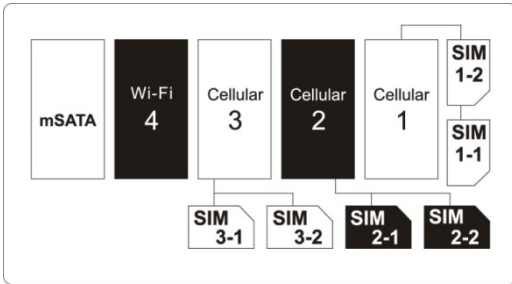 mSATA
Wi-Fi
4
Cellular
3
Cellular
2
Cellular
1
SIM
1-2
SIM
1-1
SIM
3-1
SIM
3-2
SIM
2-1
SIM
2-2